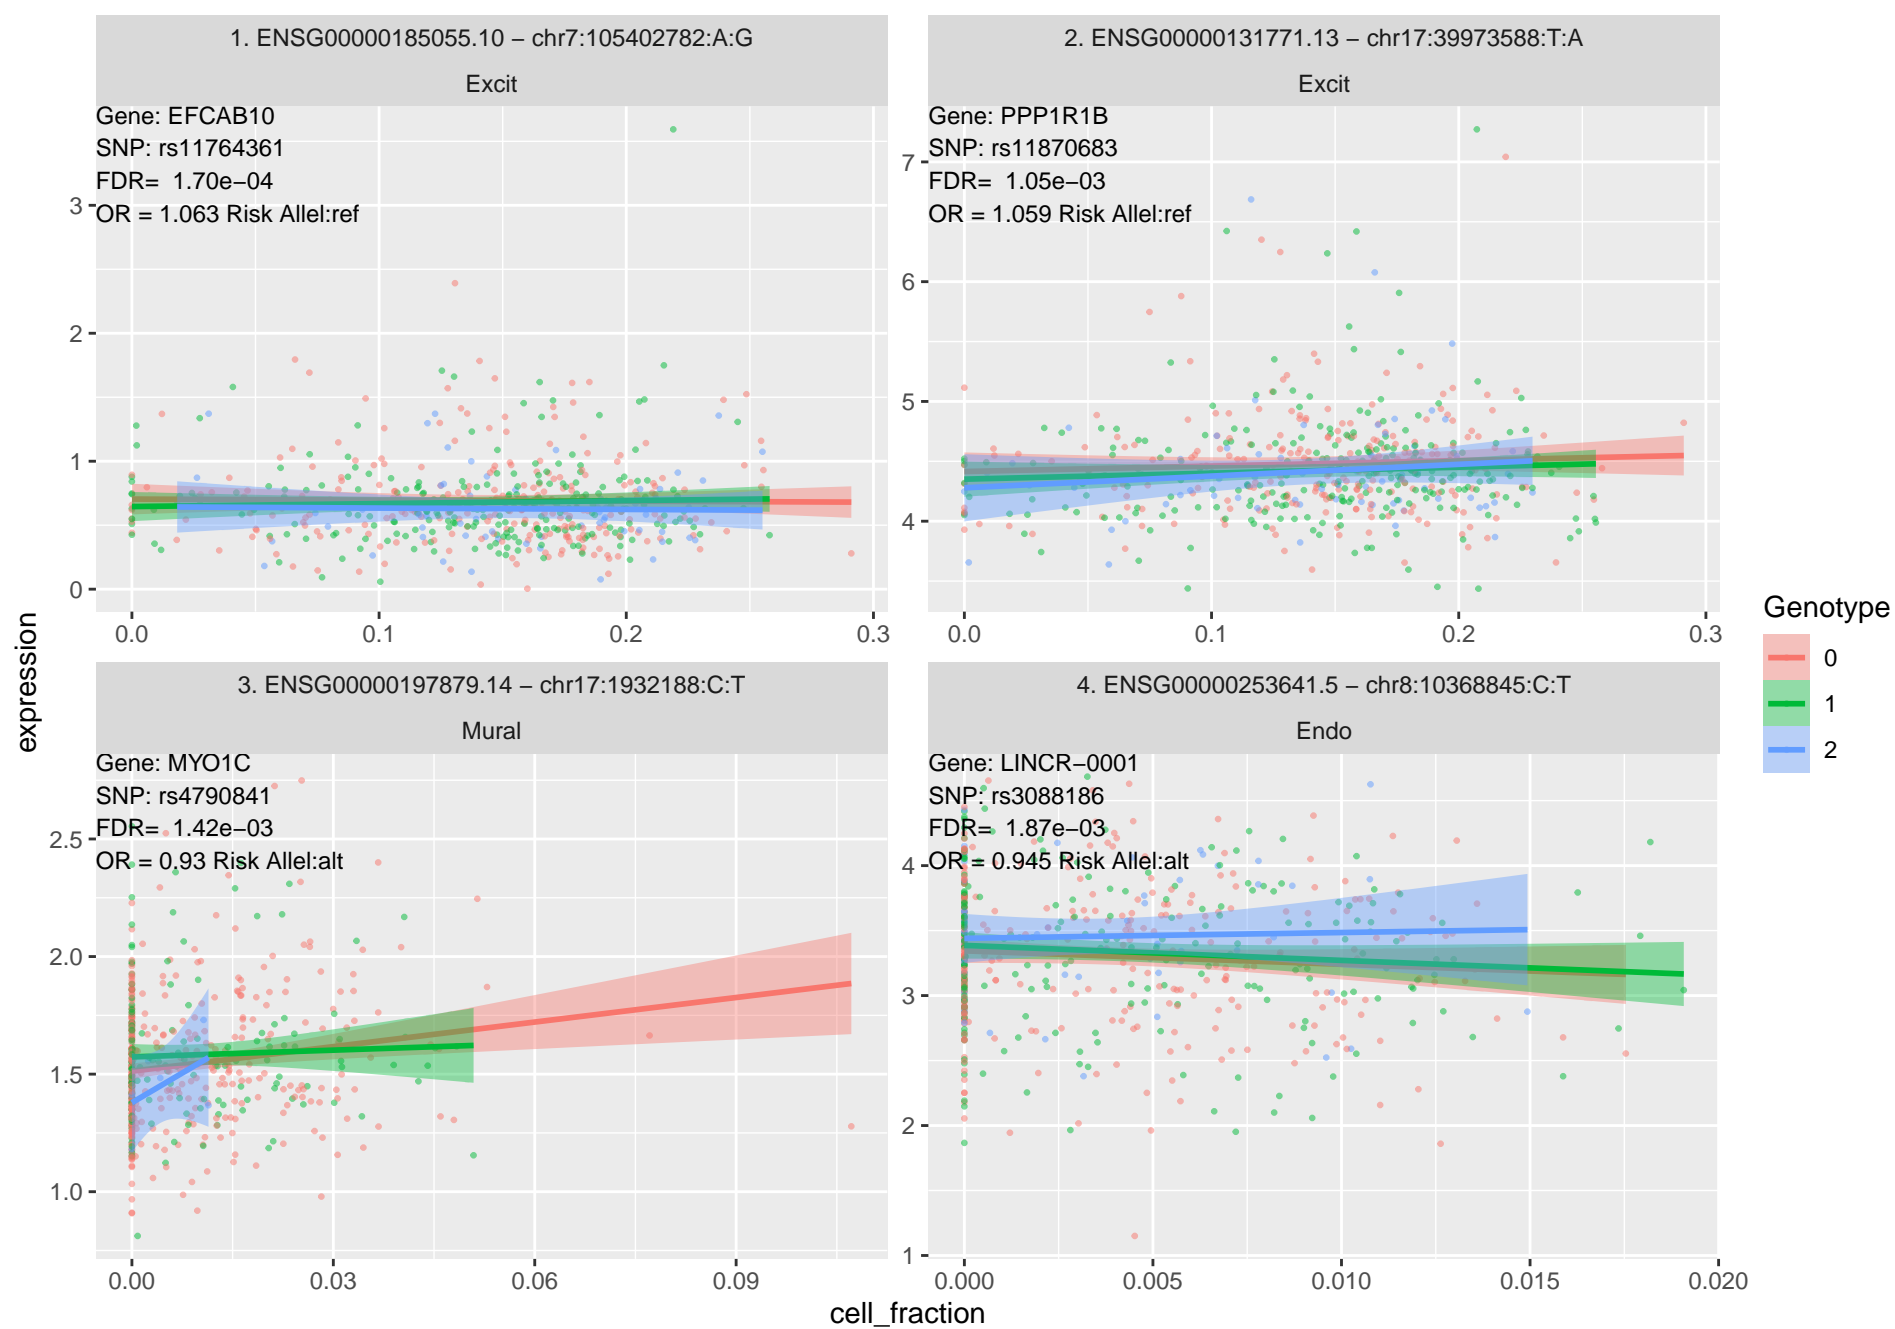 1. ENSG00000185055.10 − chr7:105402782:A:G
Excit
Gene: EFCAB10
SNP: rs11764361
FDR=  1.70e−04
OR = 1.063 Risk Allel:ref
3
2
1
0
0.0
0.1
0.2
0.3
2. ENSG00000131771.13 − chr17:39973588:T:A
Excit
Gene: PPP1R1B
SNP: rs11870683
FDR=  1.05e−03
OR = 1.059 Risk Allel:ref
7
6
5
4
0.0
0.1
0.2
0.3
3. ENSG00000197879.14 − chr17:1932188:C:T
Mural
Gene: MYO1C
SNP: rs4790841
FDR=  1.42e−03
OR = 0.93 Risk Allel:alt
2.5
2.0
1.5
1.0
0.00
0.03
0.06
0.09
4. ENSG00000253641.5 − chr8:10368845:C:T
Endo
Gene: LINCR−0001
SNP: rs3088186
FDR=  1.87e−03
OR = 0.945 Risk Allel:alt
4
3
2
1
0.000
0.005
0.010
0.015
0.020
expression
cell_fraction
Genotype
0
1
2